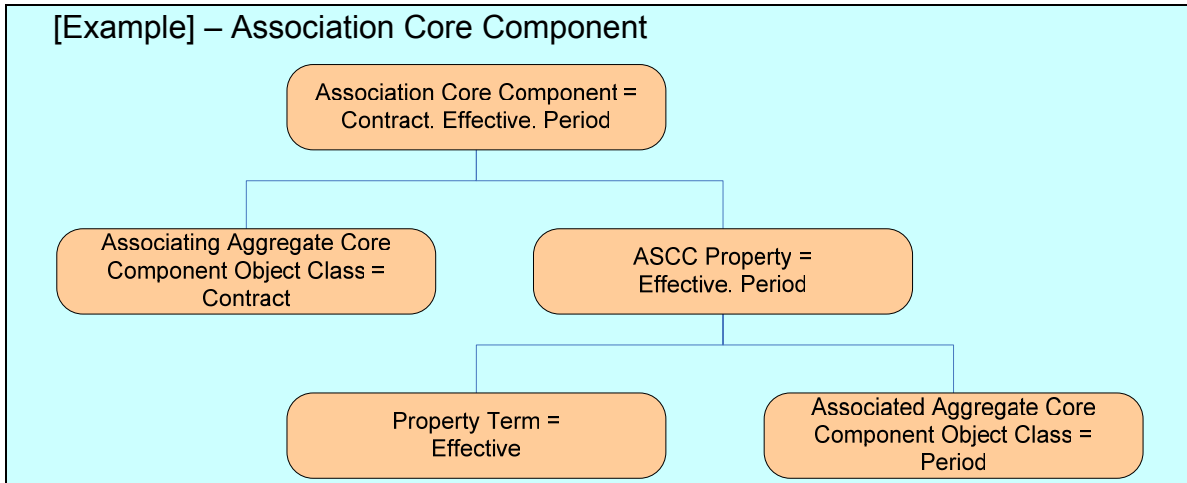 [Example] – Association Core Component
Association Core Component =
Contract. Effective. Period
Associating Aggregate Core
Component Object Class =
Contract
ASCC Property =
Effective. Period
Property Term =
Effective
Associated Aggregate Core
Component Object Class =
Period